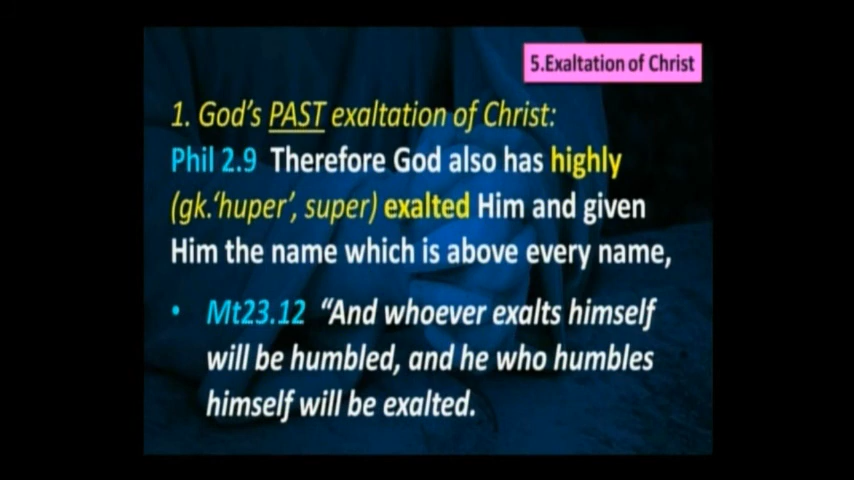 5.Exaltation of Christ
1. God's PAST exaltation of Christ:
Phil 2.9 Therefore God also has highly
(gk.‘huper’, super) exalted Him and given
Him the name which is above every name,
• Mt23.12 “And whoever exalts himself
will be humbled, and he who humbles
himself will be exalted.